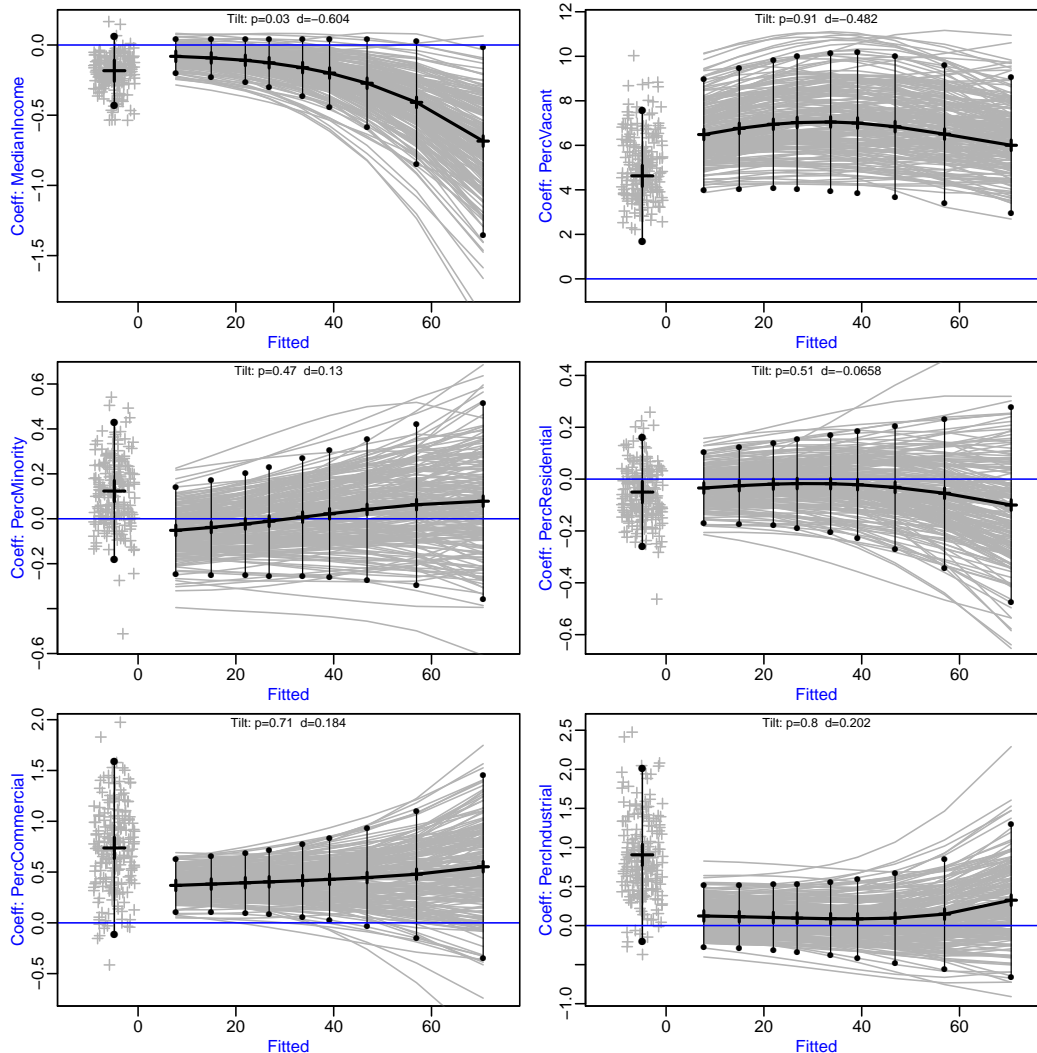 Tilt: p=0.03 d=−0.604
Coeff: MedianIncome
0.0
−0.5
−1.0
−1.5
0 20 40 60
Fitted
Tilt: p=0.91 d=−0.482
Coeff: PercVacant
12
10
8
6
4
2
0
0 20 40 60
Fitted
Tilt: p=0.47 d=0.13
Coeff: PercMinority
0.6
0.4
0.2
0.0
−0.2
−0.6
0 20 40 60
Fitted
Tilt: p=0.51 d=−0.0658
Coeff: PercResidential
0.4
0.2
0.0
−0.2
−0.4
−0.6
0 20 40 60
Fitted
Tilt: p=0.71 d=0.184
Coeff: PercCommercial
2.0
1.5
1.0
0.5
0.0
−0.5
0 20 40 60
Fitted
Tilt: p=0.8 d=0.202
Coeff: PercIndustrial
2.5
2.0
1.5
1.0
0.5
0.0
−1.0
0 20 40 60
Fitted